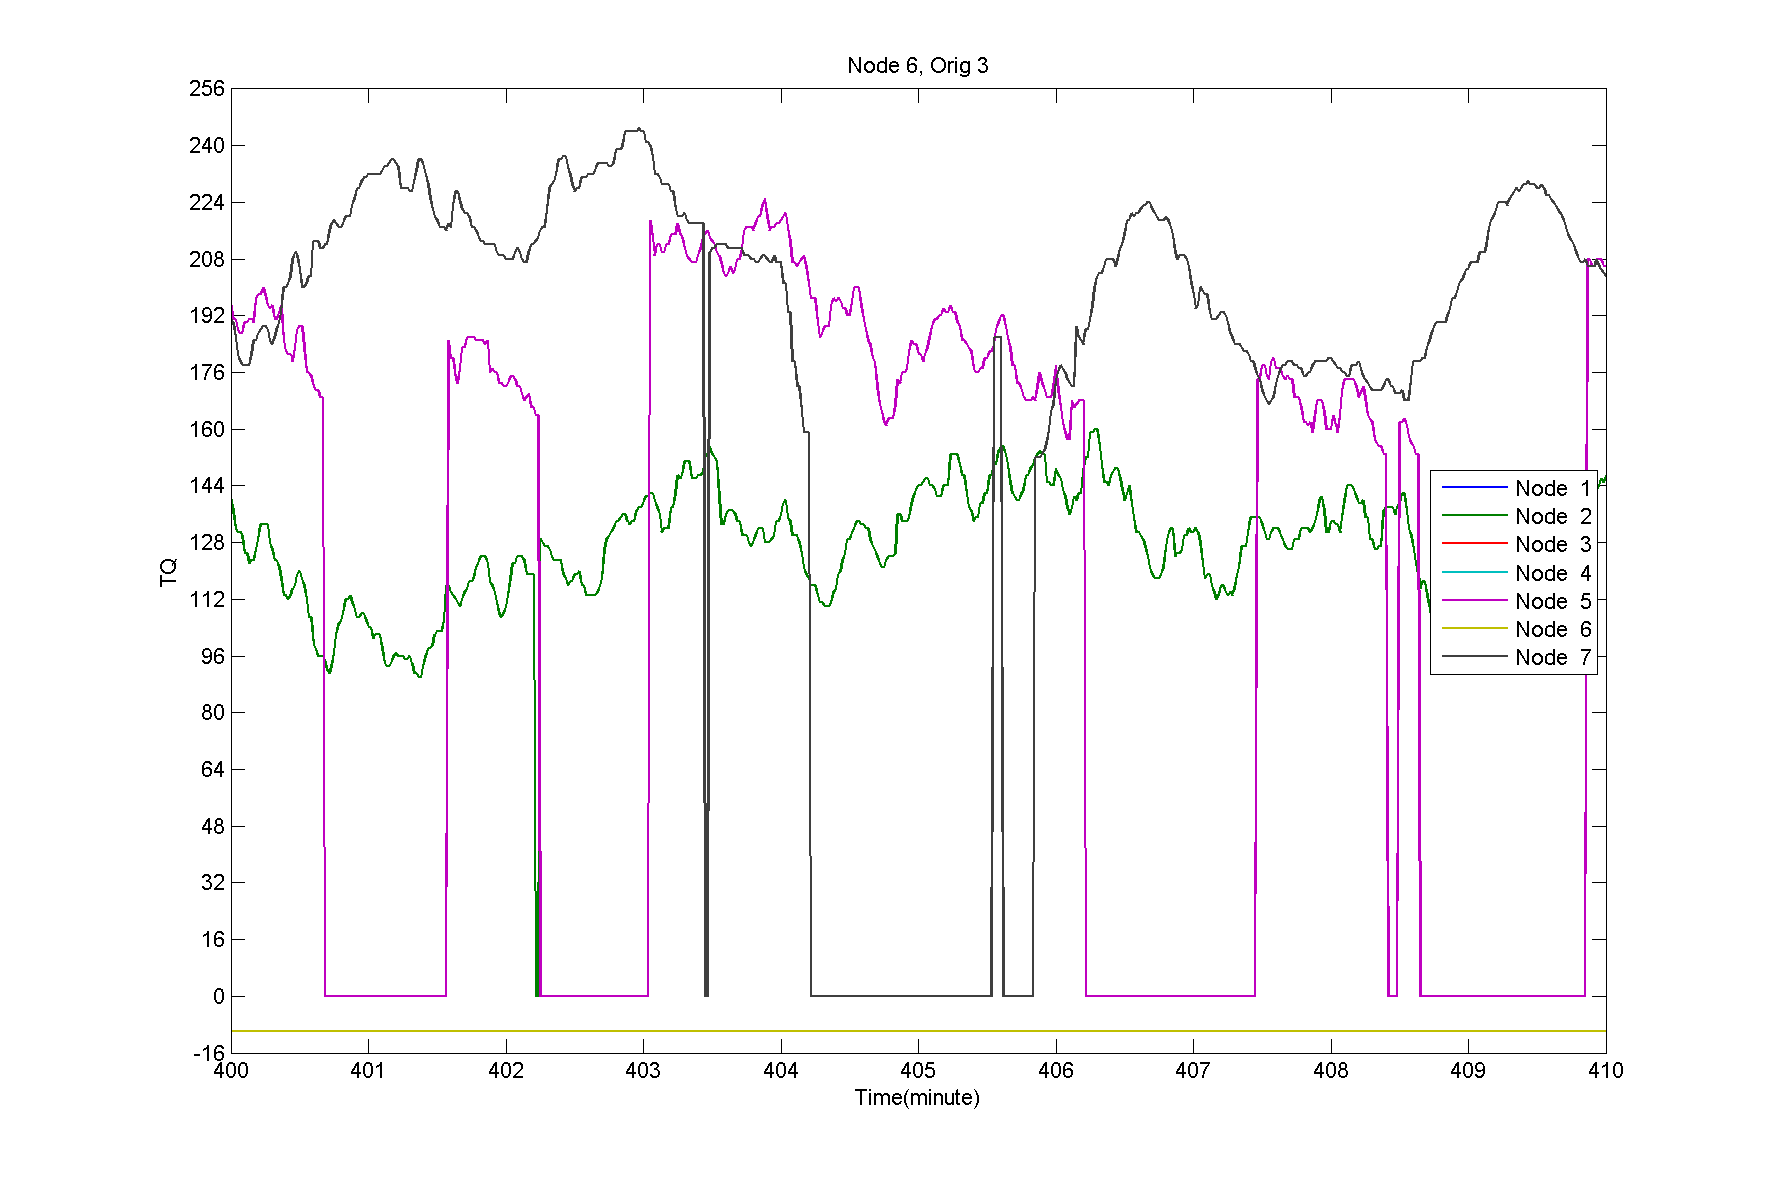 Node 6, Orig 3
256
240
224
208
192
176
160
144
128
112
96
80
64
48
32
16
0
-16
TQ
Node 1
Node 2
Node 3
Node 4
Node 5
Node 6
Node 7
400 401 402 403 404 405 406 407 408 409 410
Time(minute)